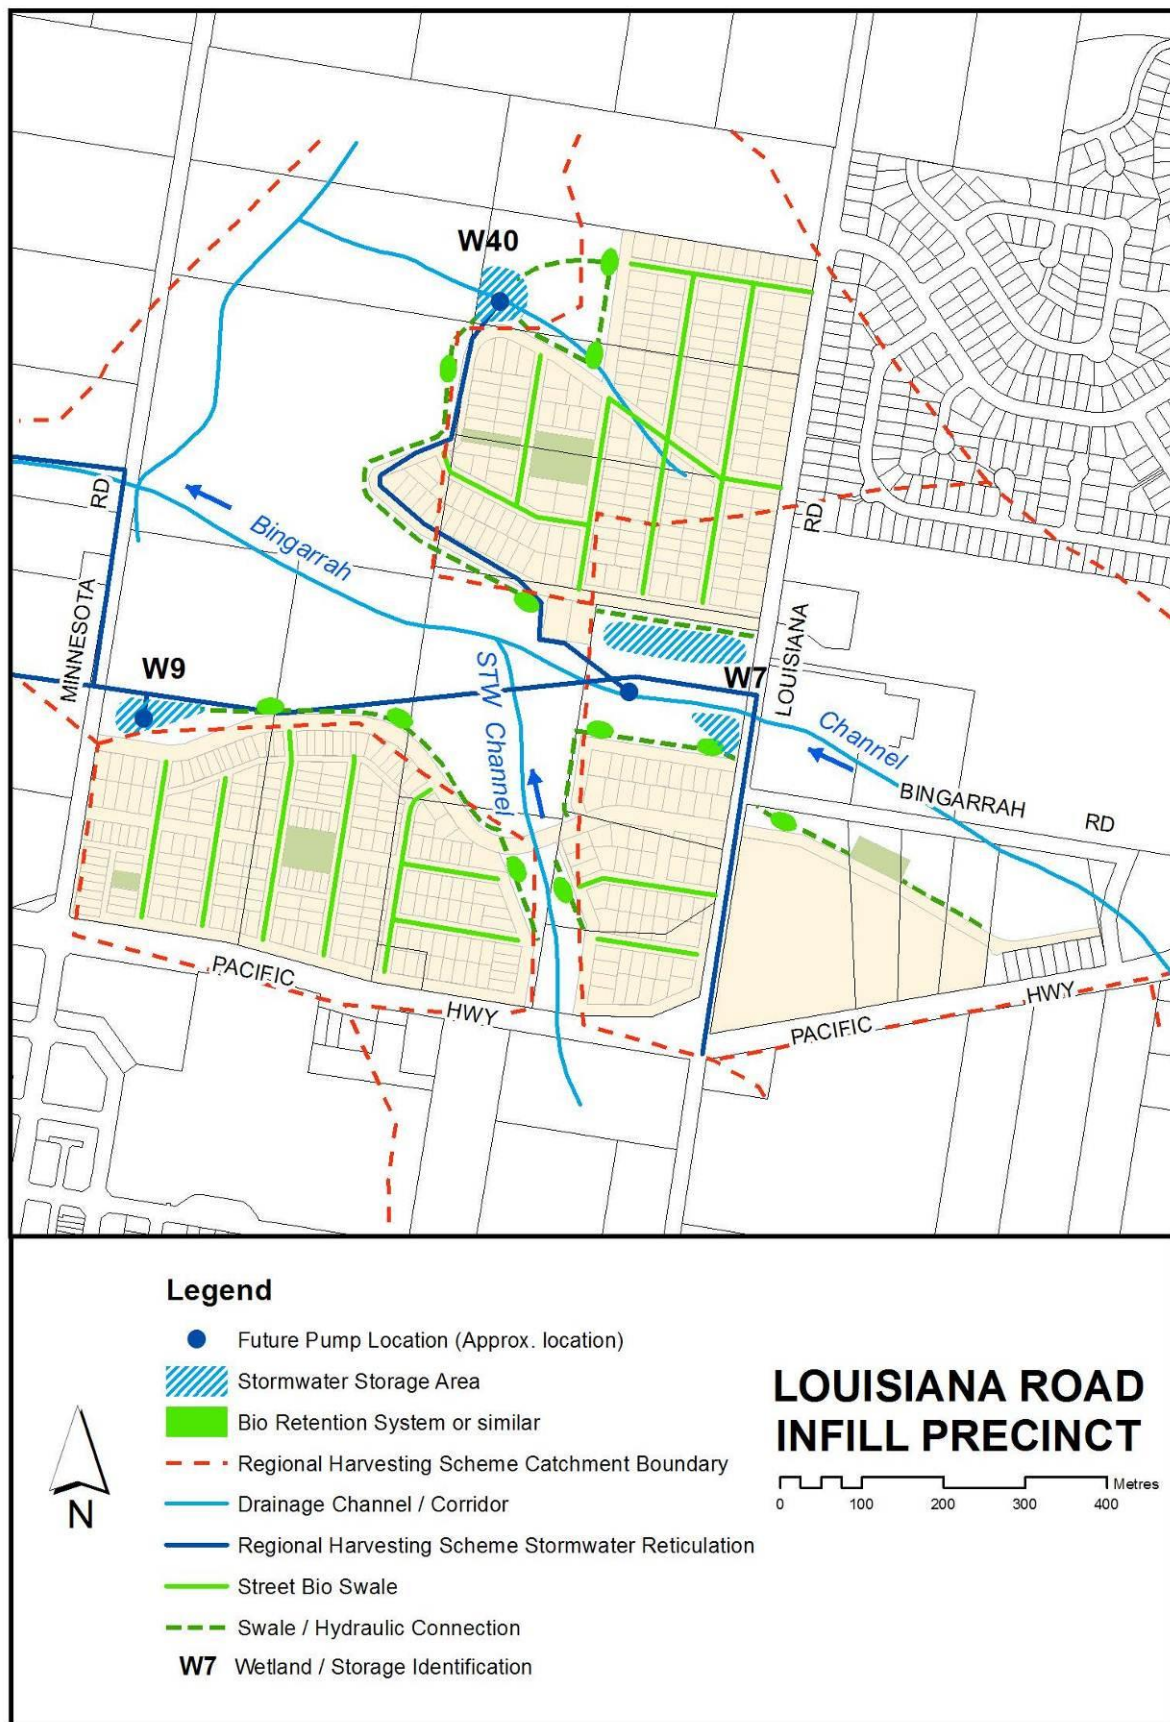 W40
RD
Bingarrah
RD
MINNESOTA
W9
STW Channel
W7
LOUISIANA
Channel
BINGARRAH
RD
PACIFIC
HWY
PACIFIC
HWY
Legend
Future Pump Location (Approx. location)
Stormwater Storage Area
Bio Retention System or similar
Regional Harvesting Scheme Catchment Boundary
Drainage Channel / Corridor
Regional Harvesting Scheme Stormwater Reticulation
Street Bio Swale
Swale / Hydraulic Connection
W7 Wetland / Storage Identification
N
LOUISIANA ROAD
INFILL PRECINCT
Metres
0 100 200 300 400